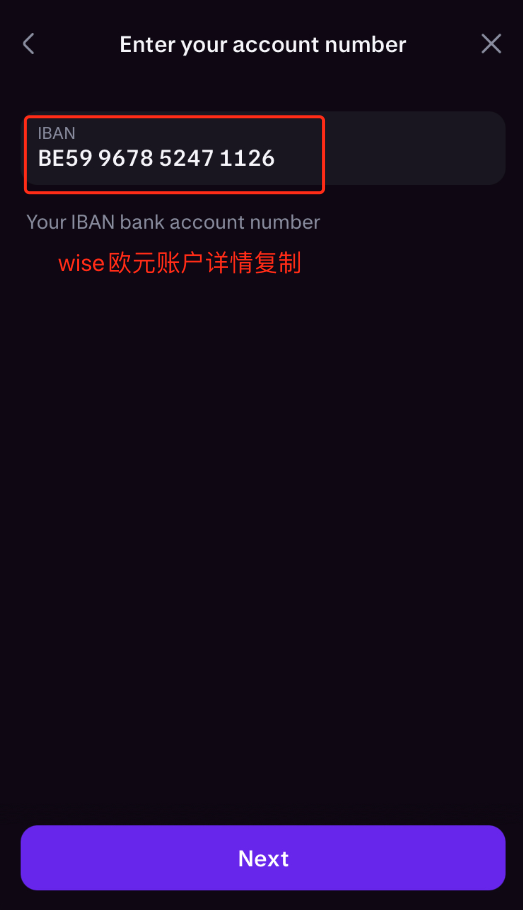 Enter your account number
IBAN
BE59 9678 5247 1126
Your IBAN bank account number
wise欧元账户详情复制
Next